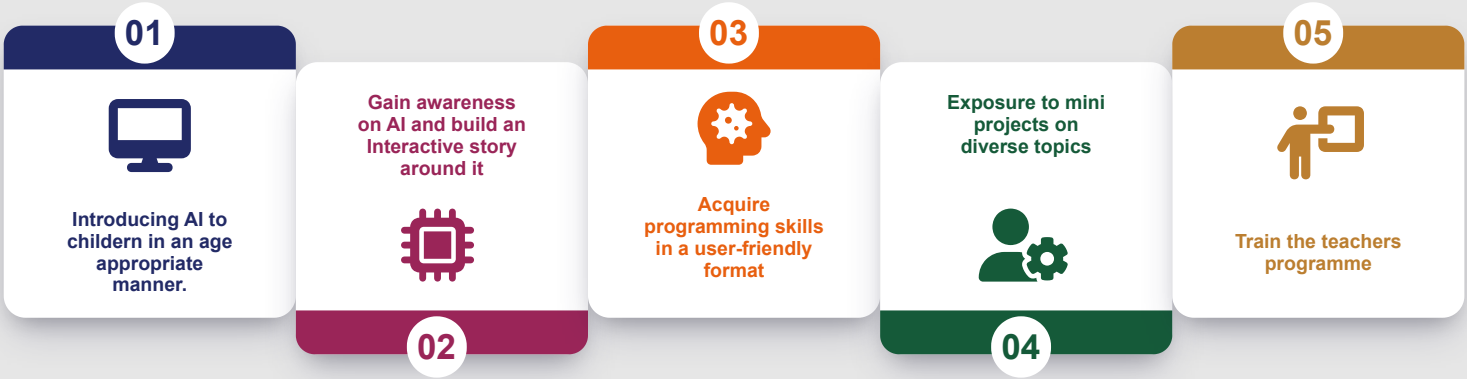 01
Introducing AI to
childern in an age
appropriate
manner.
Gain awareness
on AI and build an
Interactive story
around it
02
03
Acquire
programming skills
in a user-friendly
format
Exposure to mini
projects on
diverse topics
04
05
Train the teachers
programme